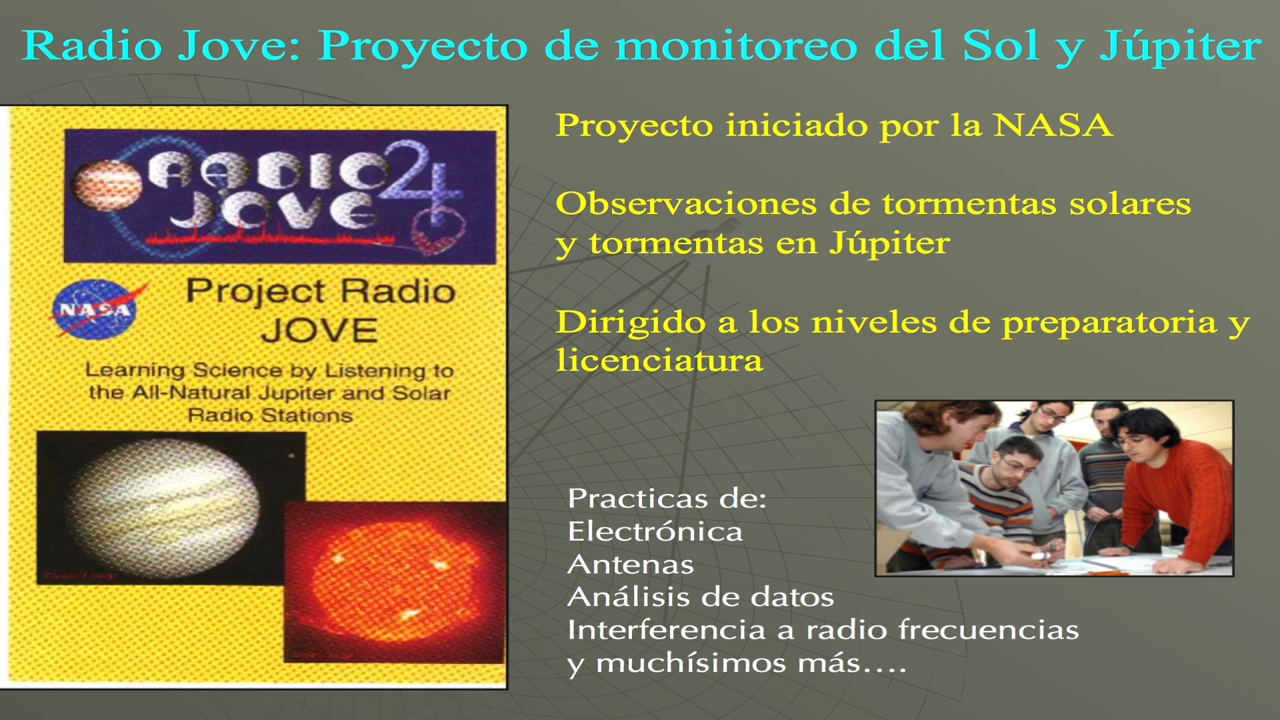 Radio Jove: Proyecto de monitoreo del Sol y Júpiter
RADIO
JOVE
NASA
Project Radio
JOVE
Learning Science by Listening to
the All-Natural Jupiter and Solar
Radio Stations
Proyecto iniciado por la NASA
Observaciones de tormentas solares
y tormentas en Júpiter
Dirigido a los niveles de preparatoria y
licenciatura
Practicas de:
Electrónica
Antenas
Análisis de datos
Interferencia a radio frecuencias
y muchísimos más....